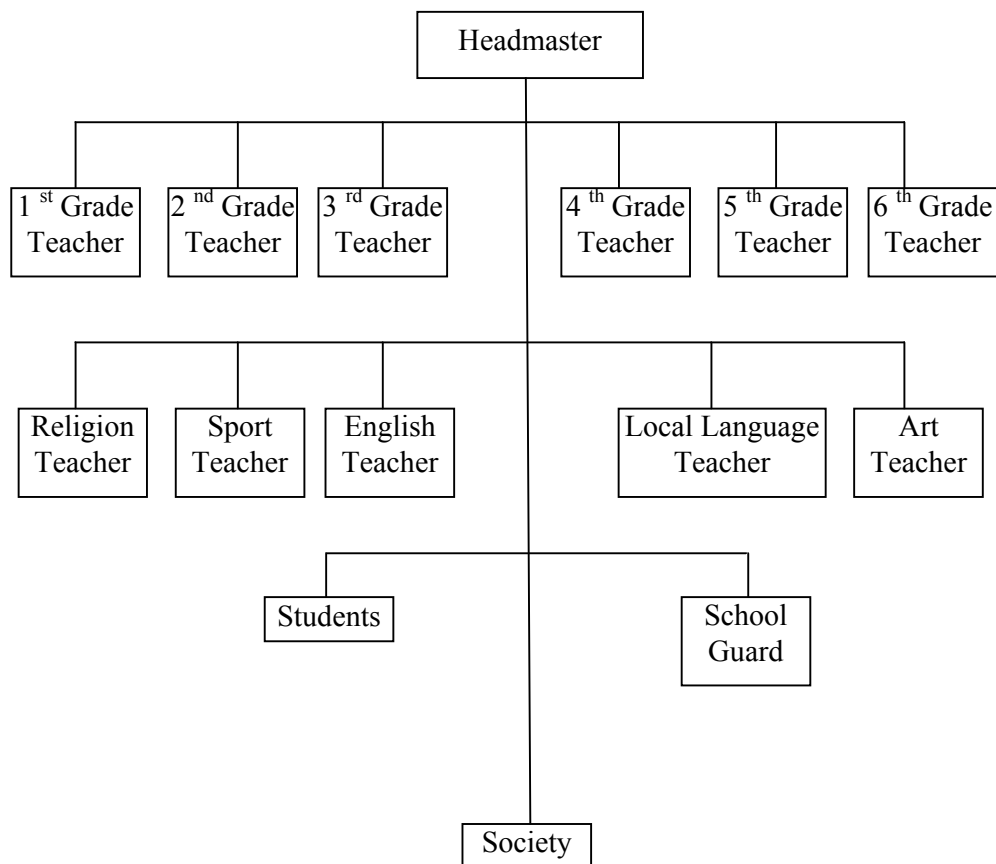 Headmaster
1 st Grade
Teacher
2 nd Grade
Teacher
3 rd Grade
Teacher
4 th Grade
Teacher
5 th Grade
Teacher
6 th Grade
Teacher
Religion
Teacher
Sport
Teacher
English
Teacher
Local Language
Teacher
Art
Teacher
Students
School
Guard
Society